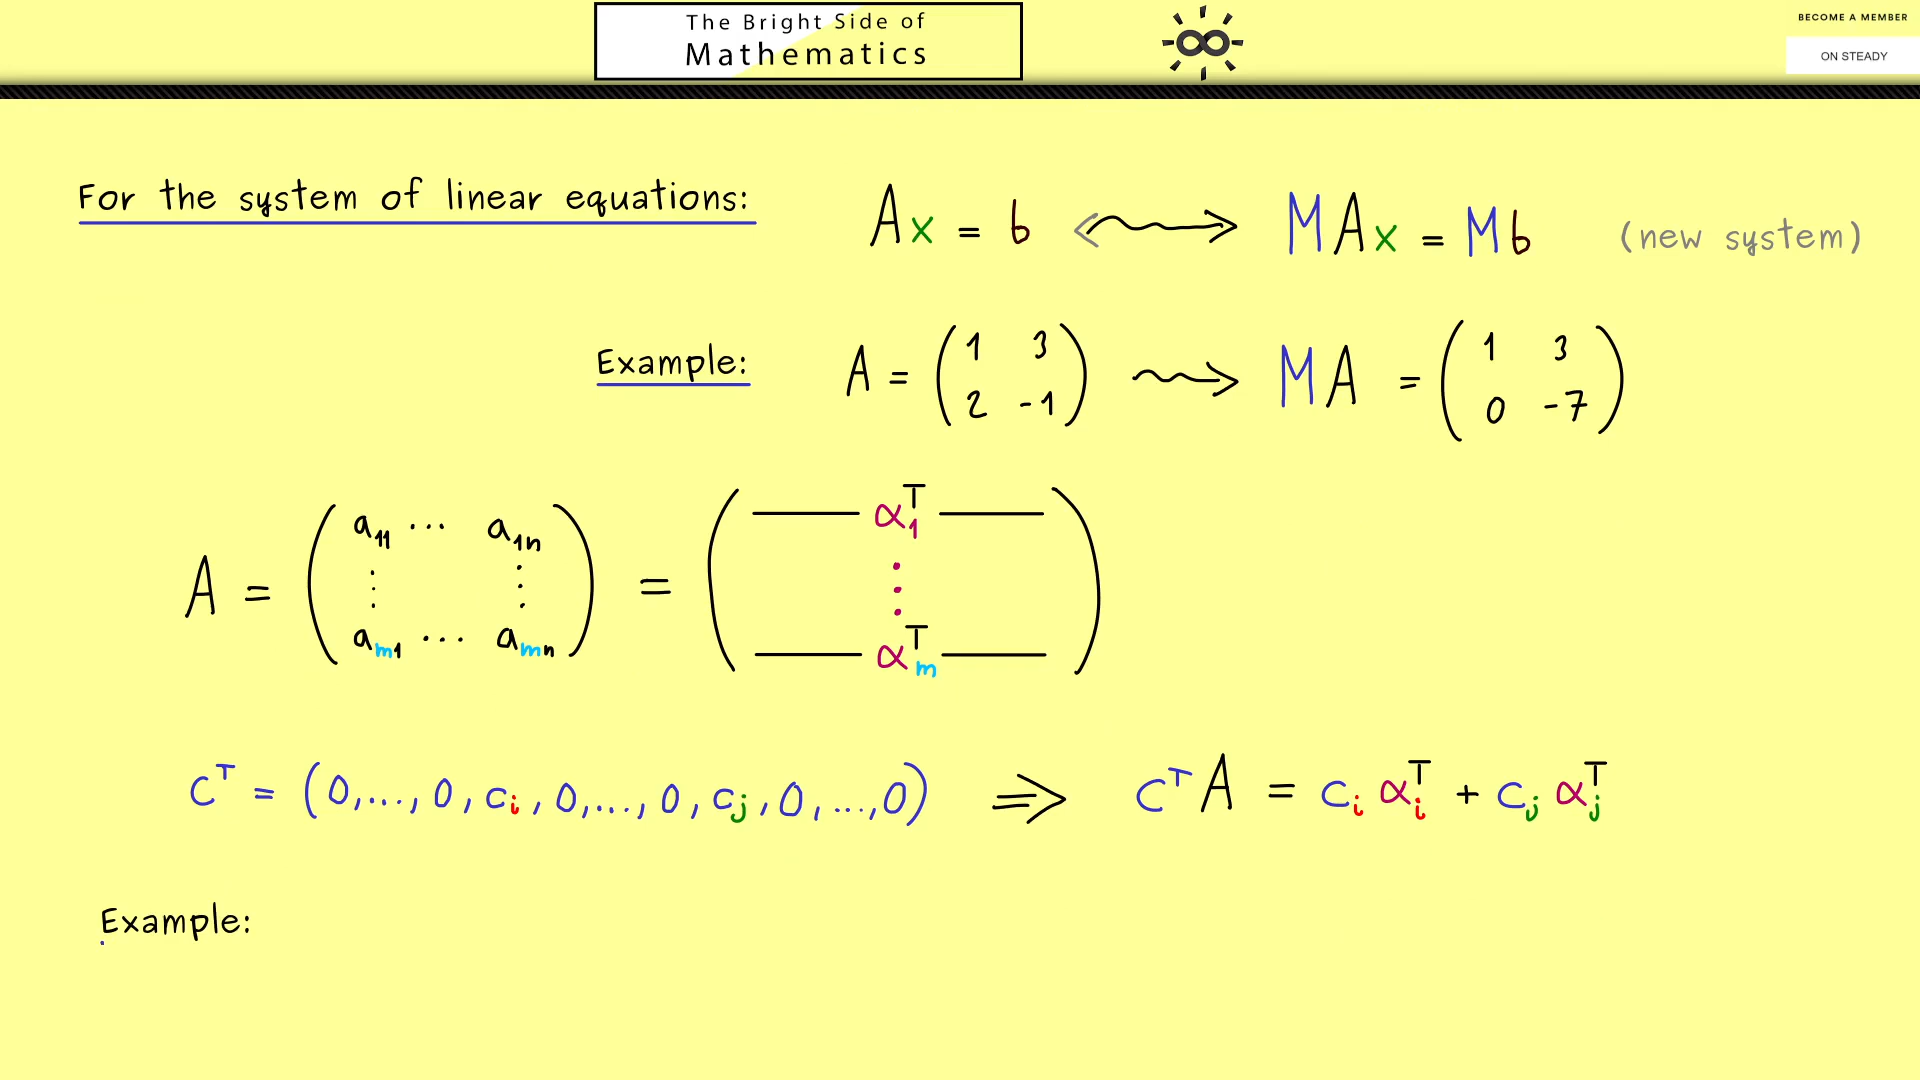 The Bright Side of
Mathematics
BECOME A MEMBER
ON STEADY
For the system of linear equations: Ax = b ⟷ MAx = Mb (new system)
Example: A = ( 1 3 ; 2 -1 ) ⇝ MA = ( 1 3 ; 0 -7 )
A = ( a₁₁ ⋯ a₁ₙ ; ⋮ ⋮ ; aₘ₁ ⋯ aₘₙ ) = ( — α₁ᵀ — ; ⋮ ; — αₘᵀ — )
cᵀ = (0,...,0, cᵢ, 0,...,0, cⱼ, 0,...,0) ⇒ cᵀA = cᵢ αᵢᵀ + cⱼ αⱼᵀ
Example: